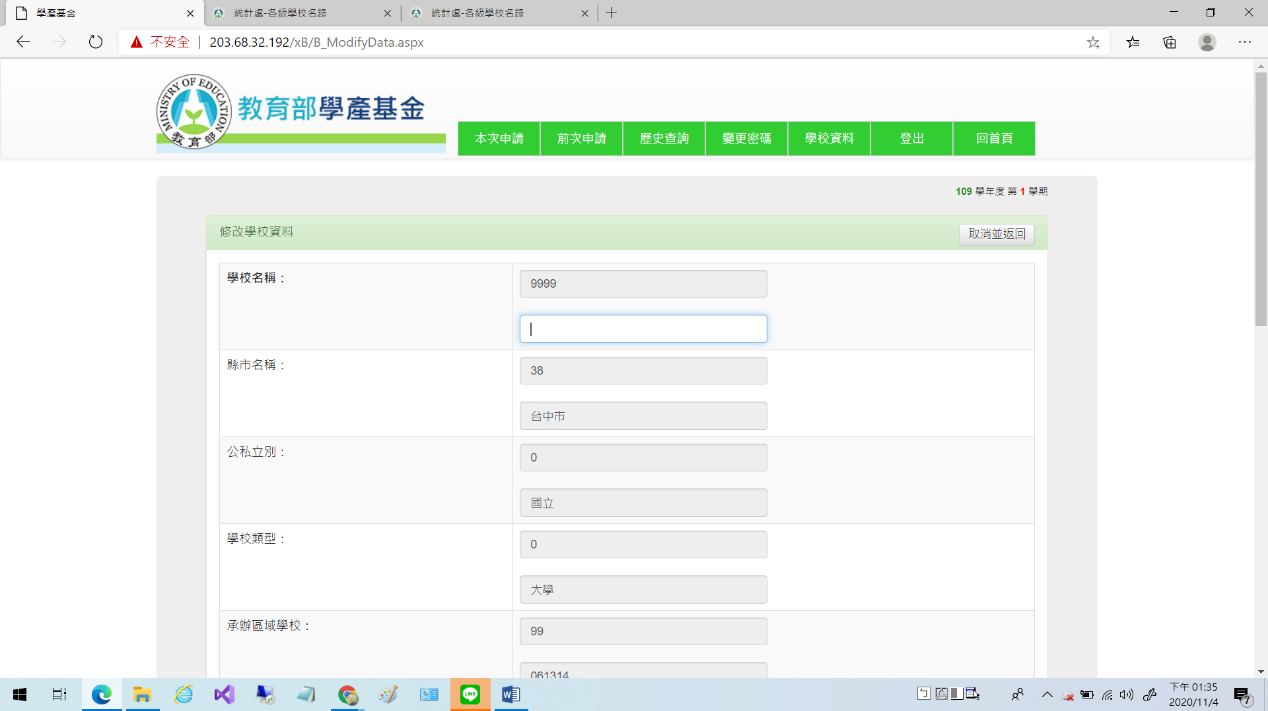 學產基金
統計處-各級學校名錄
統計處-各級學校名錄
不安全 203.68.32.192/xB/B_ModifyData.aspx
MINISTRY OF EDUCATION
教育部
教育部學產基金
本次申請 前次申請 歷史查詢 變更密碼 學校資料 登出 回首頁
109 學年度 第 1 學期
修改學校資料
取消並返回
學校名稱：
9999
縣市名稱：
38
台中市
公私立別：
0
國立
學校類型：
0
大學
承辦區域學校：
99
061314
LINE
下午 01:35
2020/11/4
7